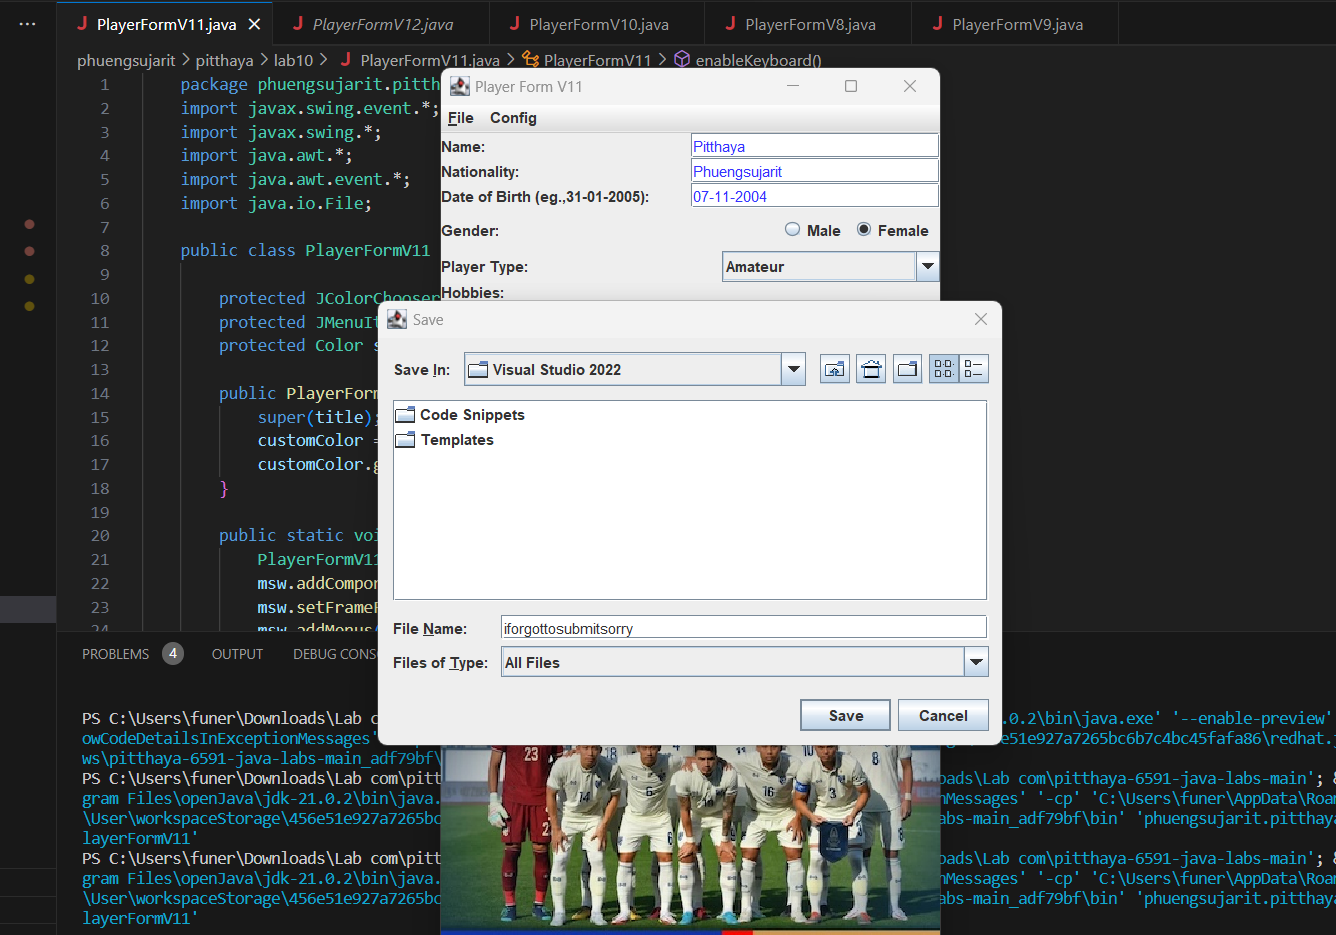 PlayerFormV11.java
PlayerFormV12.java
PlayerFormV10.java
PlayerFormV8.java
PlayerFormV9.java
phuengsujarit > pitthaya > lab10 > J PlayerFormV11.java > PlayerFormV11 > enableKeyboard()
1 package phuengsujarit.pitth
2 import javax.swing.event.*;
3 import javax.swing.*;
4 import java.awt.*;
5 import java.awt.event.*;
6 import java.io.File;
7
8 public class PlayerFormV11
9
10 protected JColorChooser
11 protected JMenuIt
12 protected Color s
13
14 public PlayerForm
15 super(title);
16 customColor =
17 customColor.g
18 }
19
20 public static voi
21 PlayerFormV11
22 msw.addCompon
23 msw.setFrameF
24 msw.addMenus(
Player Form V11
File Config
Name: Pitthaya
Nationality: Phuengsujarit
Date of Birth (eg.,31-01-2005): 07-11-2004
Gender: Male Female
Player Type: Amateur
Hobbies:
Save
Save In: Visual Studio 2022
Code Snippets
Templates
File Name: iforgottosubmitsorry
Files of Type: All Files
Save Cancel
PROBLEMS 4 OUTPUT DEBUG CONS
PS C:\Users\funer\Downloads\Lab c .0.2\bin\java.exe' '--enable-preview'
owCodeDetailsInExceptionMessages' e51e927a7265bc6b7c4bc45fafa86\redhat.j
ws\pitthaya-6591-java-labs-main_adf79bf\
PS C:\Users\funer\Downloads\Lab com\pitt oads\Lab com\pitthaya-6591-java-labs-main'; &
gram Files\openJava\jdk-21.0.2\bin\java. nMessages' '-cp' 'C:\Users\funer\AppData\Roam
\User\workspaceStorage\456e51e927a7265bc abs-main_adf79bf\bin' 'phuengsujarit.pitthaya
layerFormV11'
PS C:\Users\funer\Downloads\Lab com\pitt oads\Lab com\pitthaya-6591-java-labs-main'; &
gram Files\openJava\jdk-21.0.2\bin\java. nMessages' '-cp' 'C:\Users\funer\AppData\Roam
\User\workspaceStorage\456e51e927a7265bc abs-main_adf79bf\bin' 'phuengsujarit.pitthaya
layerFormV11'
23
6
5
8
3